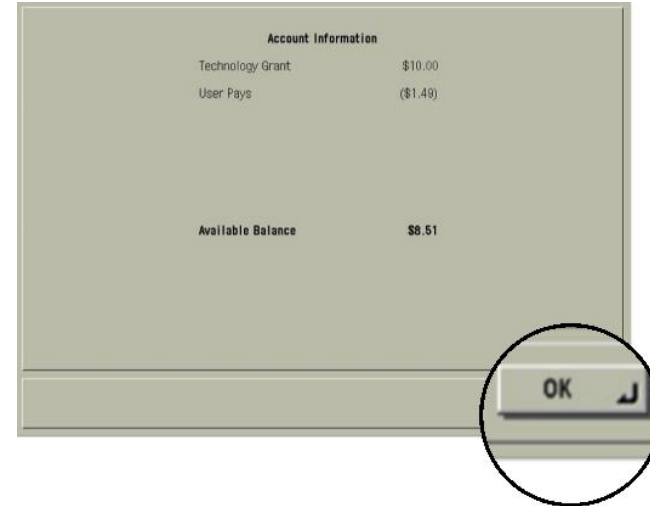 Account Information
Technology Grant $10.00
User Pays ($1.49)
Available Balance $8.51
OK